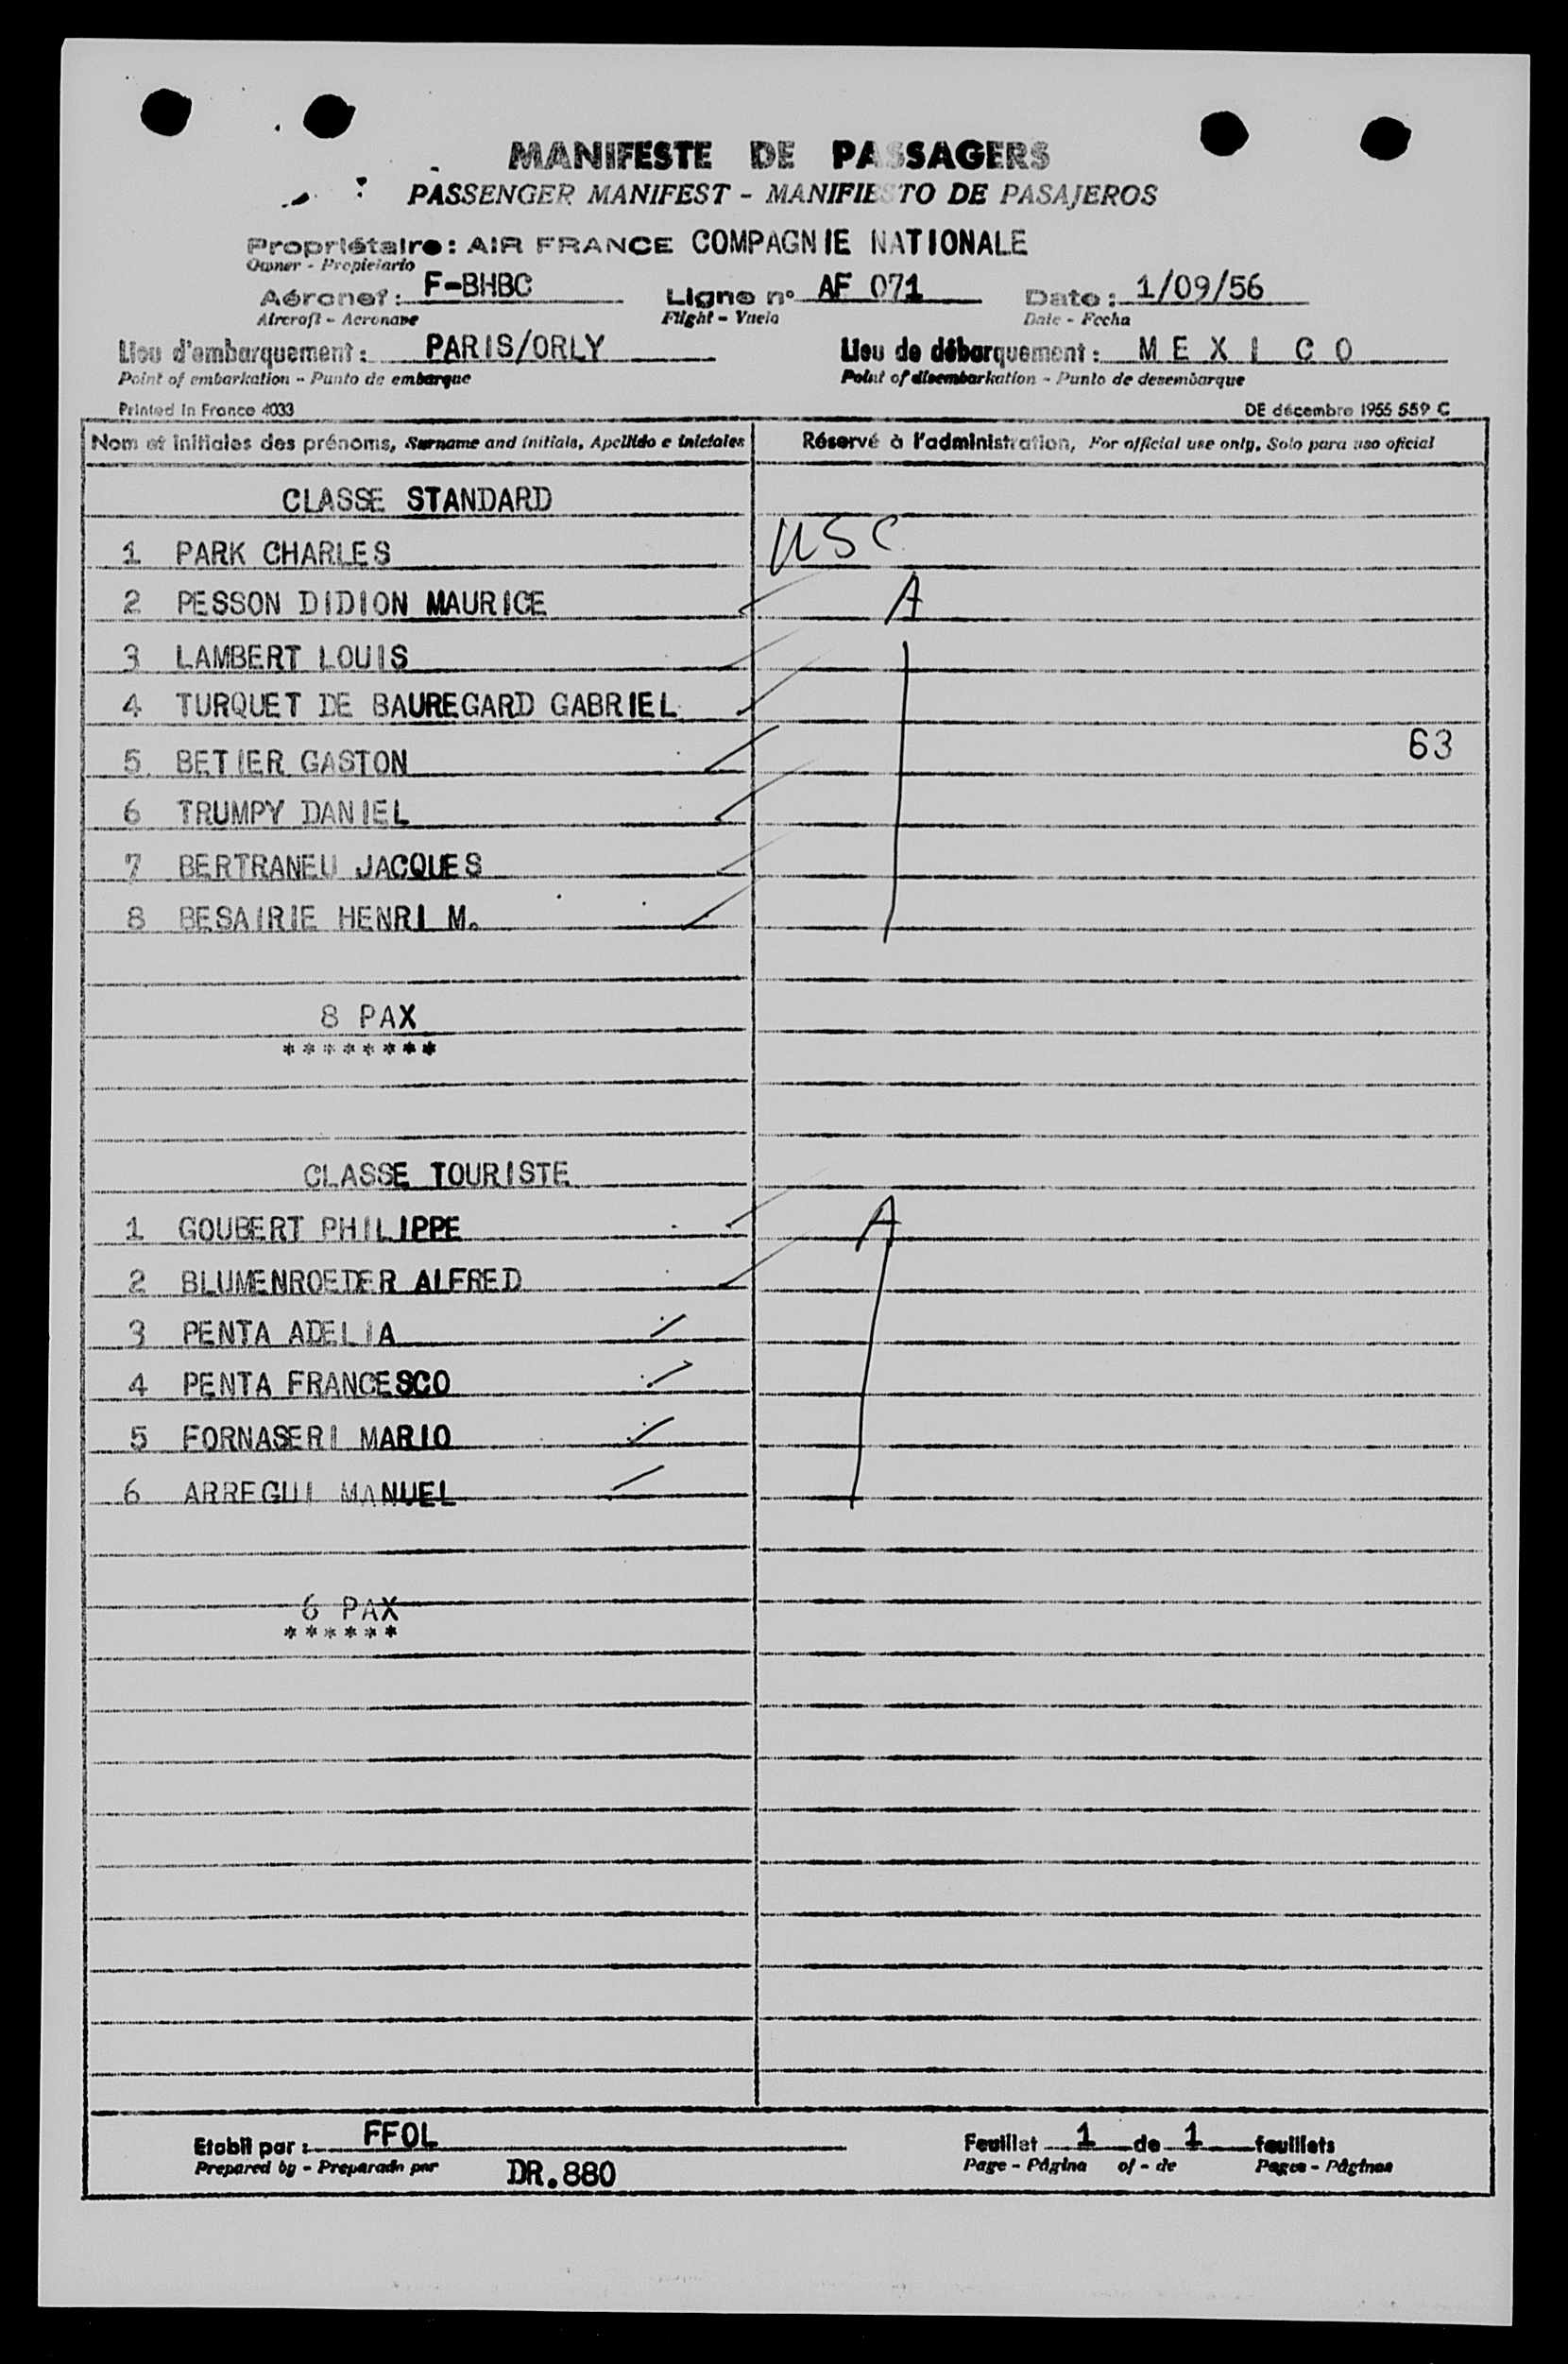 MANIFESTE DE PASSAGERS
PASSENGER MANIFEST - MANIFIESTO DE PASAJEROS
Propriétaire: AIR FRANCE COMPAGNIE NATIONALE
Owner - Propietario
Aéronef: F-BHBC Ligne n° AF 071 Date: 1/09/56
Aircraft - Aeronave Flight - Vuelo Date - Fecha
Lieu d'embarquement: PARIS/ORLY Lieu de débarquement: M E X I C O
Point of embarkation - Punto de embarque Point of disembarkation - Punto de desembarque
Printed in France 4033 DE décembre 1955 559 C
Nom et initiales des prénoms, Surname and initials, Apellido e iniciales Réservé à l'administration, For official use only, Solo para uso oficial
CLASSE STANDARD
1 PARK CHARLES USC
2 PESSON DIDION MAURICE A
3 LAMBERT LOUIS
4 TURQUET DE BAUREGARD GABRIEL
5 BETIER GASTON 63
6 TRUMPY DANIEL
7 BERTRANEU JACQUES
8 BESAIRIE HENRI M.
8 PAX
********
CLASSE TOURISTE
1 GOUBERT PHILIPPE A
2 BLUMENROEDER ALFRED
3 PENTA ADELIA
4 PENTA FRANCESCO
5 FORNASERI MARIO
6 ARREGUI MANUEL
6 PAX
******
Etabli par: FFOL Feuillet 1 de 1 feuillets
Prepared by - Preparado por DR.880 Page - Página of - de Pages - Páginas